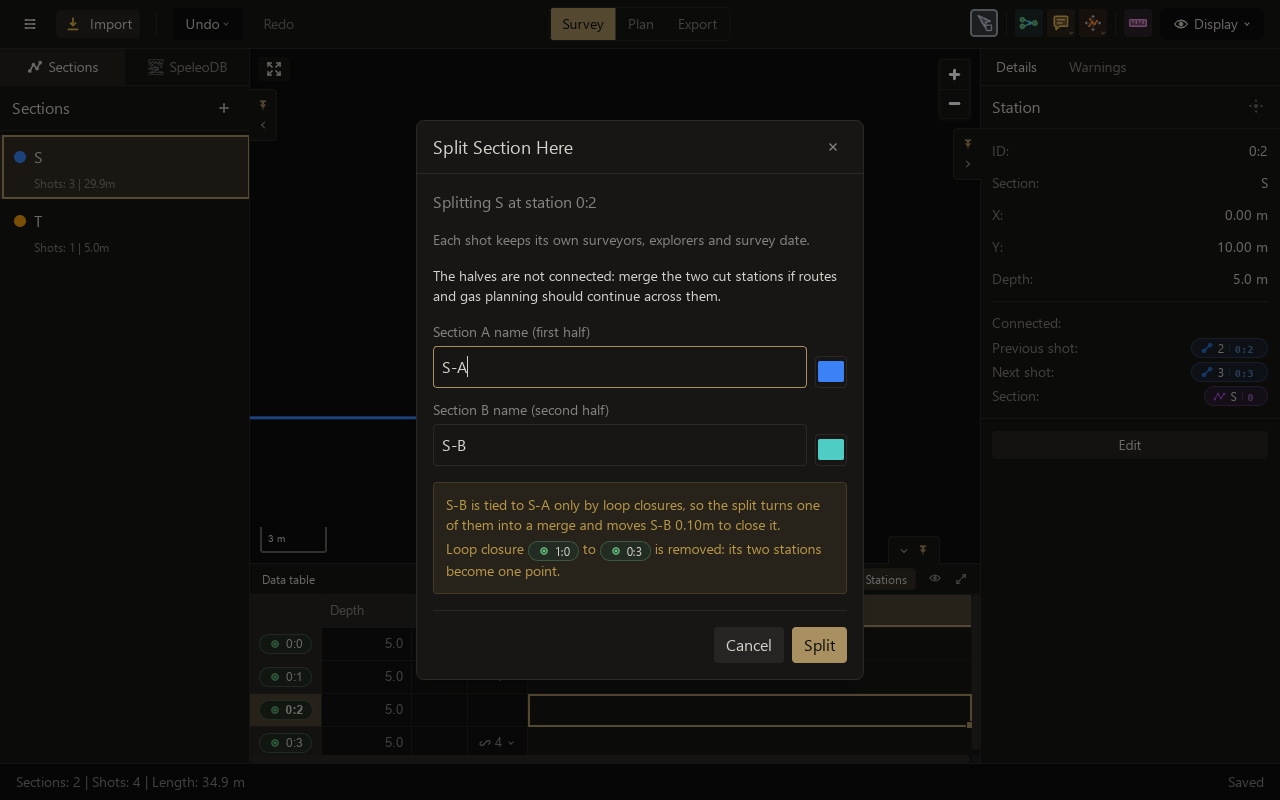 Import
Undo
Redo
Survey
Plan
Export
Display
Sections
SpeleoDB
Details
Warnings
Sections
S
Shots: 3 | 29.9m
T
Shots: 1 | 5.0m
3 m
Split Section Here
Splitting S at station 0:2
Each shot keeps its own surveyors, explorers and survey date.
The halves are not connected: merge the two cut stations if routes
and gas planning should continue across them.
Section A name (first half)
S-A
Section B name (second half)
S-B
S-B is tied to S-A only by loop closures, so the split turns one
of them into a merge and moves S-B 0.10m to close it.
Loop closure 1:0 to 0:3 is removed: its two stations
become one point.
Cancel
Split
Station
ID: 0:2
Section: S
X: 0.00 m
Y: 10.00 m
Depth: 5.0 m
Connected:
Previous shot: 2 0:2
Next shot: 3 0:3
Section: S 0
Edit
Data table
Stations
Depth
0:0 5.0
0:1 5.0
0:2 5.0
0:3 5.0 4
Sections: 2 | Shots: 4 | Length: 34.9 m
Saved